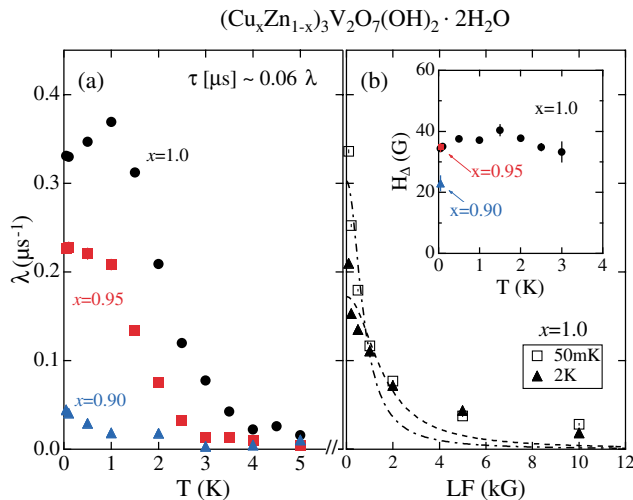 (CuₓZn₁₋ₓ)₃V₂O₇(OH)₂ · 2H₂O
(a)
τ [μs] ~ 0.06 λ
x=1.0
x=0.95
x=0.90
λ (μs⁻¹)
0.4
0.3
0.2
0.1
0.0
0 1 2 3 4 5 //
T (K)
(b)
H_Δ (G)
60
40
20
0
x=1.0
x=0.95
x=0.90
0 1 2 3 4
T (K)
x=1.0
50mK
2K
0 2 4 6 8 10 12
LF (kG)